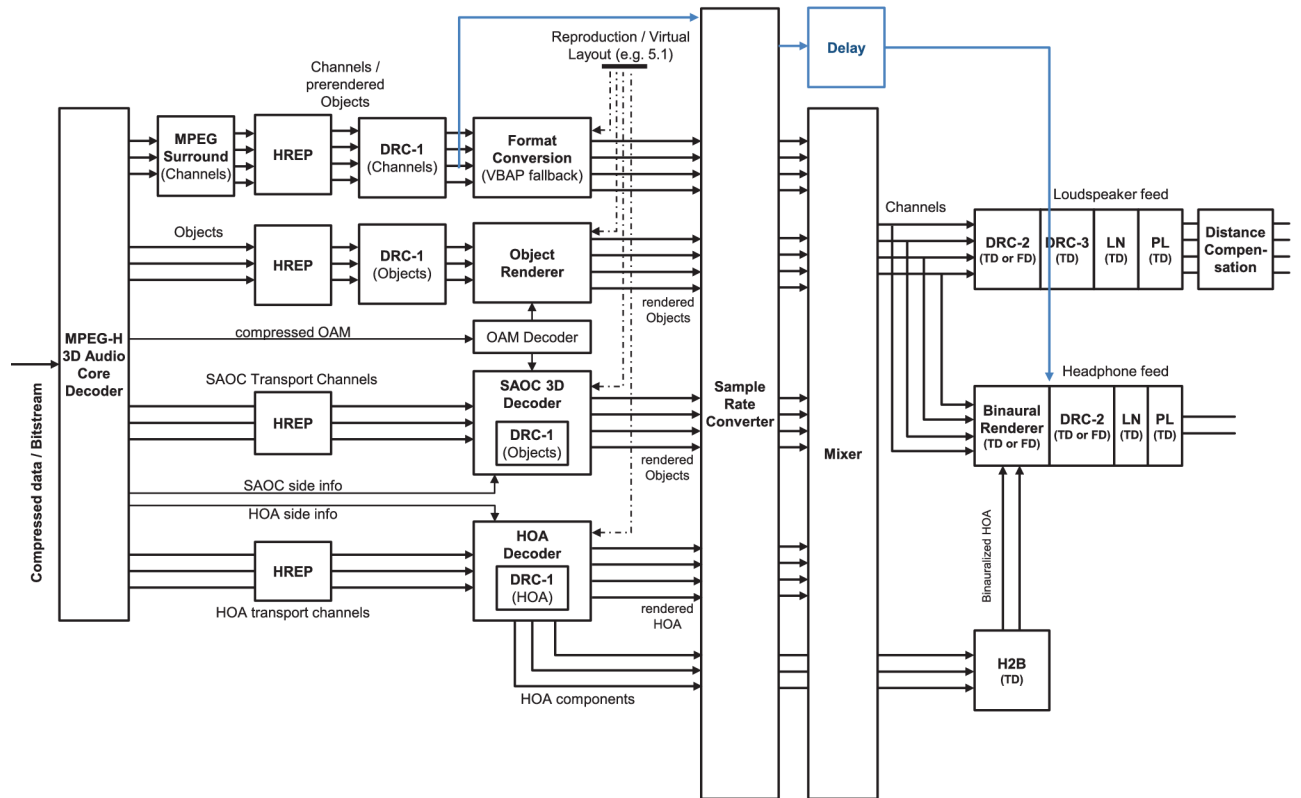 Reproduction / Virtual
Layout (e.g. 5.1)
Delay
Channels /
prerendered
Objects
MPEG
Surround
(Channels)
HREP
DRC-1
(Channels)
Format
Conversion
(VBAP fallback)
Objects
HREP
DRC-1
(Objects)
Object
Renderer
rendered
Objects
compressed OAM
OAM Decoder
MPEG-H
3D Audio
Core
Decoder
Compressed data / Bitstream
SAOC Transport Channels
HREP
SAOC 3D
Decoder
DRC-1
(Objects)
rendered
Objects
SAOC side info
HOA side info
HREP
HOA transport channels
HOA
Decoder
DRC-1
(HOA)
rendered
HOA
HOA components
Sample
Rate
Converter
Mixer
Channels
Loudspeaker feed
DRC-2
(TD or FD)
DRC-3
(TD)
LN
(TD)
PL
(TD)
Distance
Compen-
sation
Headphone feed
Binaural
Renderer
(TD or FD)
DRC-2
(TD or FD)
LN
(TD)
PL
(TD)
Binauralized HOA
H2B
(TD)